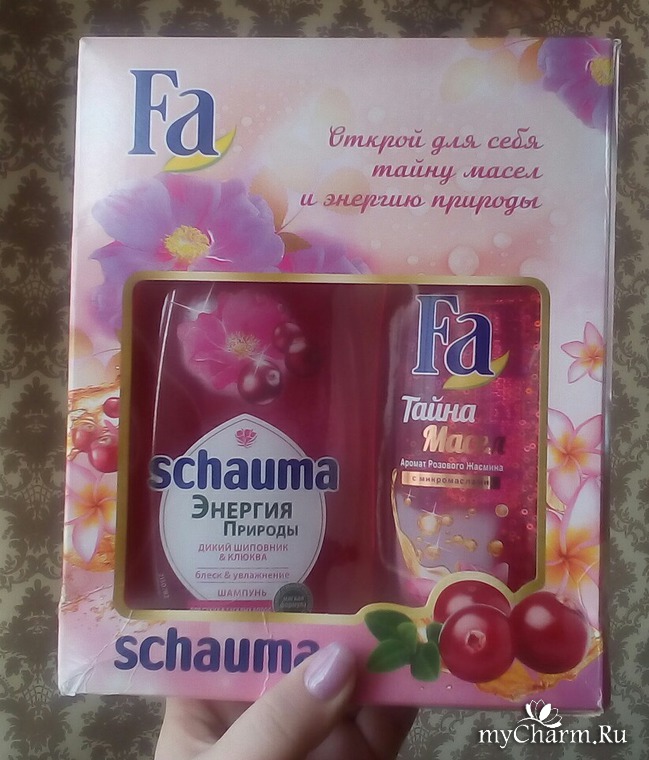 Fa
Открой для себя
тайну масел
и энергию природы
schauma
Энергия
Природы
ДИКИЙ ШИПОВНИК
& КЛЮКВА
блеск & увлажнение
ШАМПУНЬ
Fa
Тайна
Масел
Аромат Розового Жасмина
с микромаслами
schauma
myCharm.Ru